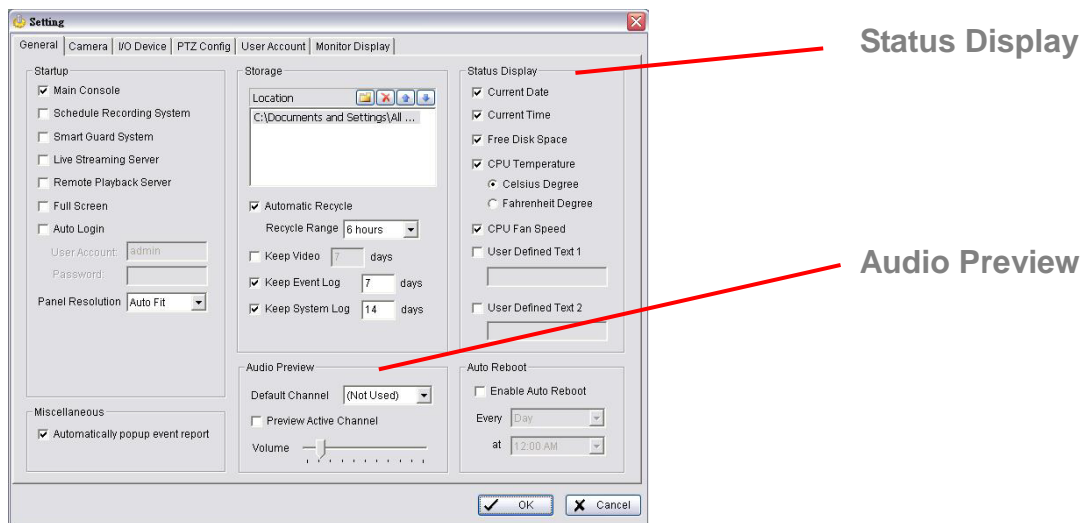 Setting
General Camera I/O Device PTZ Config User Account Monitor Display
Startup
Main Console
Schedule Recording System
Smart Guard System
Live Streaming Server
Remote Playback Server
Full Screen
Auto Login
User Account: admin
Password:
Panel Resolution Auto Fit
Miscellaneous
Automatically popup event report
Storage
Location
C:\Documents and Settings\All ...
Automatic Recycle
Recycle Range 6 hours
Keep Video 7 days
Keep Event Log 7 days
Keep System Log 14 days
Audio Preview
Default Channel (Not Used)
Preview Active Channel
Volume
Status Display
Current Date
Current Time
Free Disk Space
CPU Temperature
Celsius Degree
Fahrenheit Degree
CPU Fan Speed
User Defined Text 1
User Defined Text 2
Auto Reboot
Enable Auto Reboot
Every Day
at 12:00 AM
OK Cancel
Status Display
Audio Preview